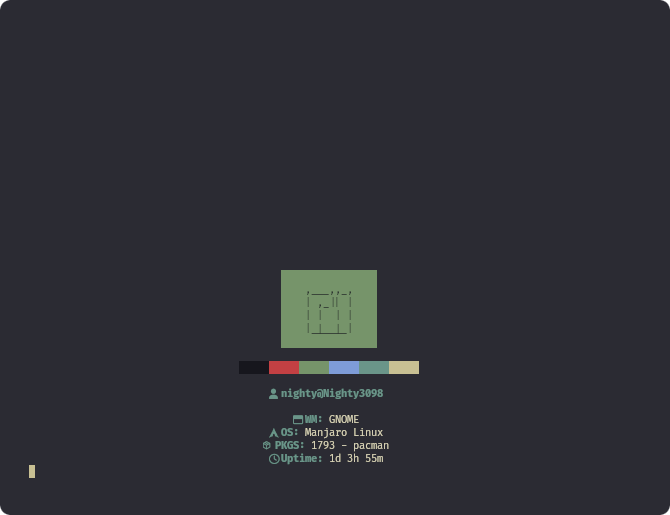 nighty@Nighty3098
WM: GNOME
OS: Manjaro Linux
PKGS: 1793 - pacman
Uptime: 1d 3h 55m